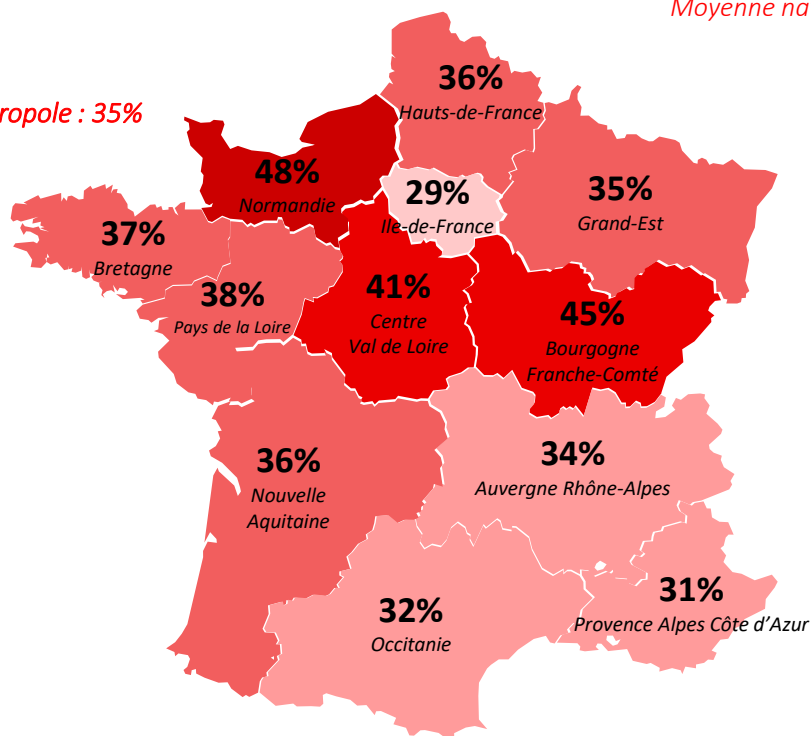 Moyenne
36%
Hauts-de-France
: 35%
48%
Normandie
29%
Ile-de-France
35%
Grand-Est
37%
Bretagne
38%
Pays de la Loire
41%
Centre
Val de Loire
45%
Bourgogne
Franche-Comté
36%
Nouvelle
Aquitaine
34%
Auvergne Rhône-Alpes
32%
Occitanie
31%
Provence Alpes Côte d’Azur